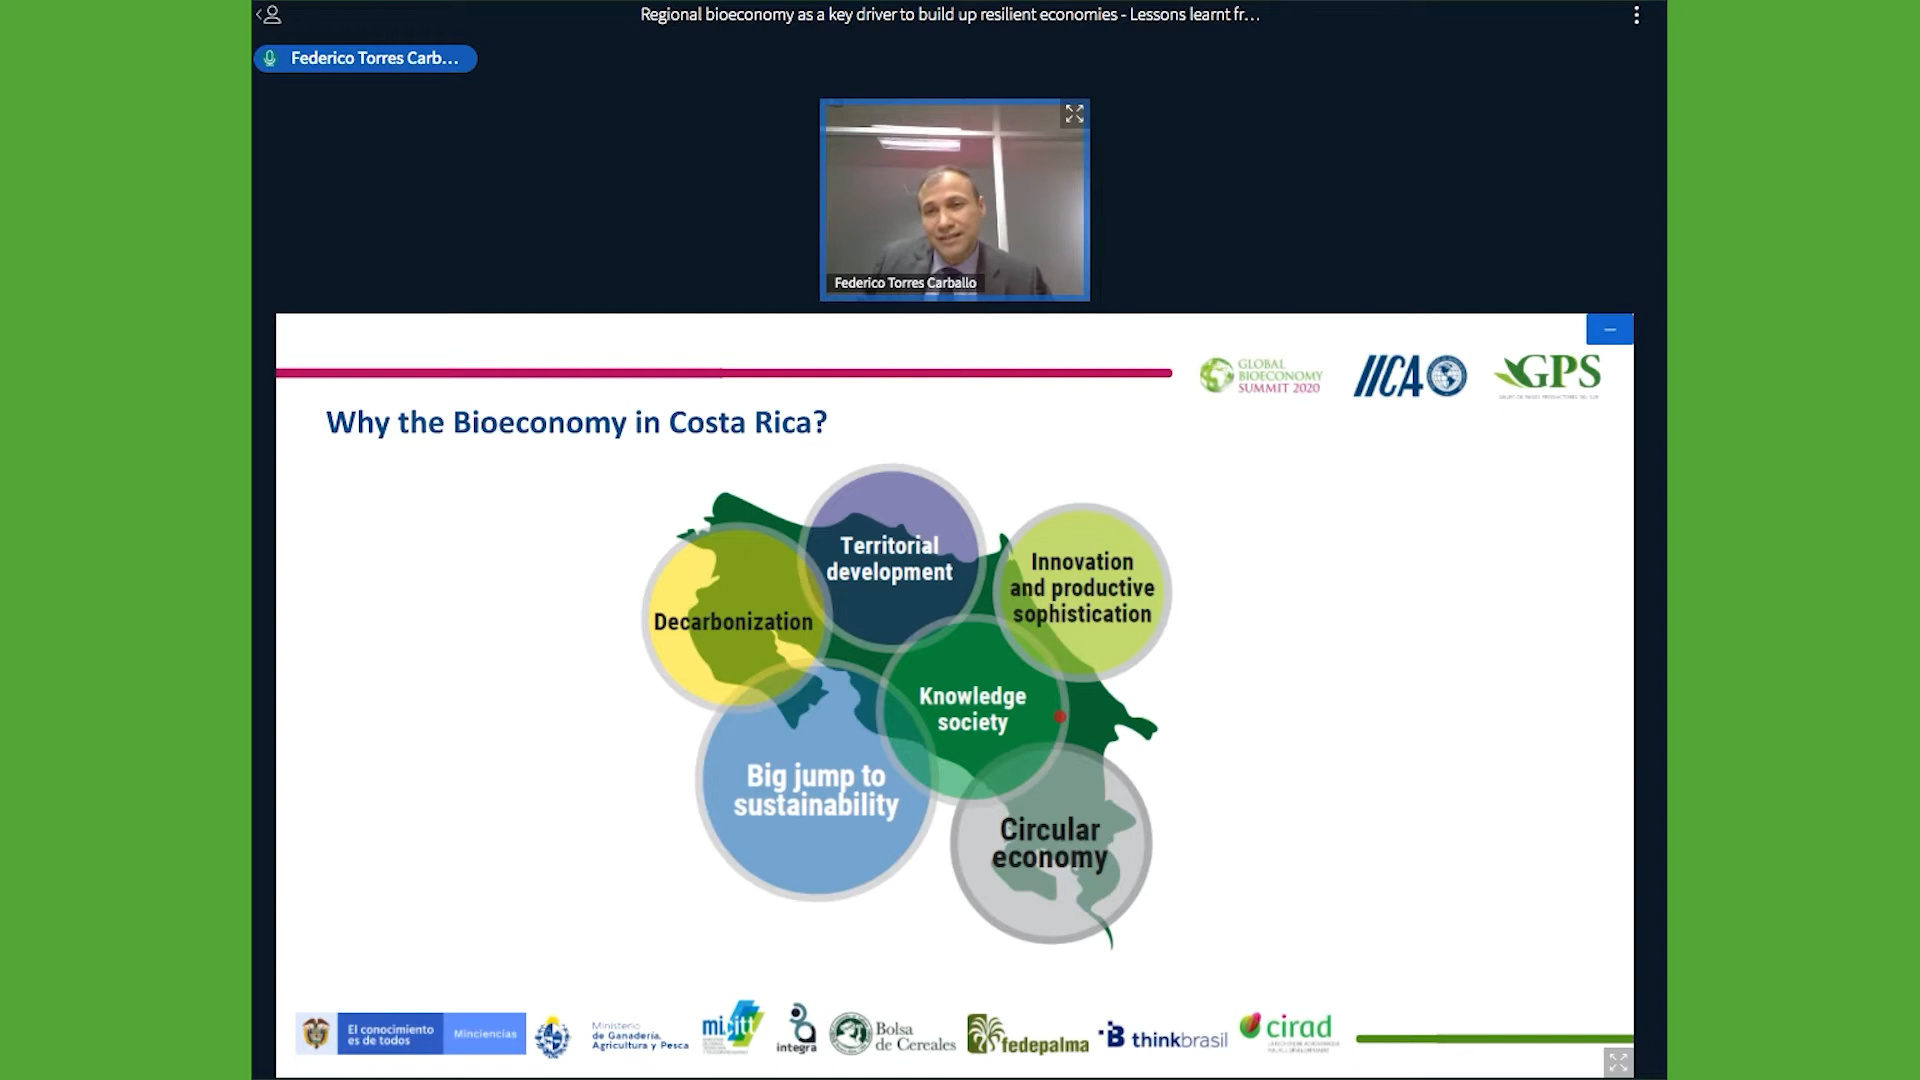 Regional bioeconomy as a key driver to build up resilient economies - Lessons learnt fr...
Federico Torres Carb...
Federico Torres Carballo
GLOBAL
BIOECONOMY
SUMMIT 2020
IICA
GPS
Why the Bioeconomy in Costa Rica?
Territorial
development
Innovation
and productive
sophistication
Decarbonization
Knowledge
society
Big jump to
sustainability
Circular
economy
El conocimiento
es de todos
Minciencias
Ministerio
de Ganadería,
Agricultura y Pesca
micitt
integra
Bolsa
de Cereales
fedepalma
B thinkbrasil
cirad